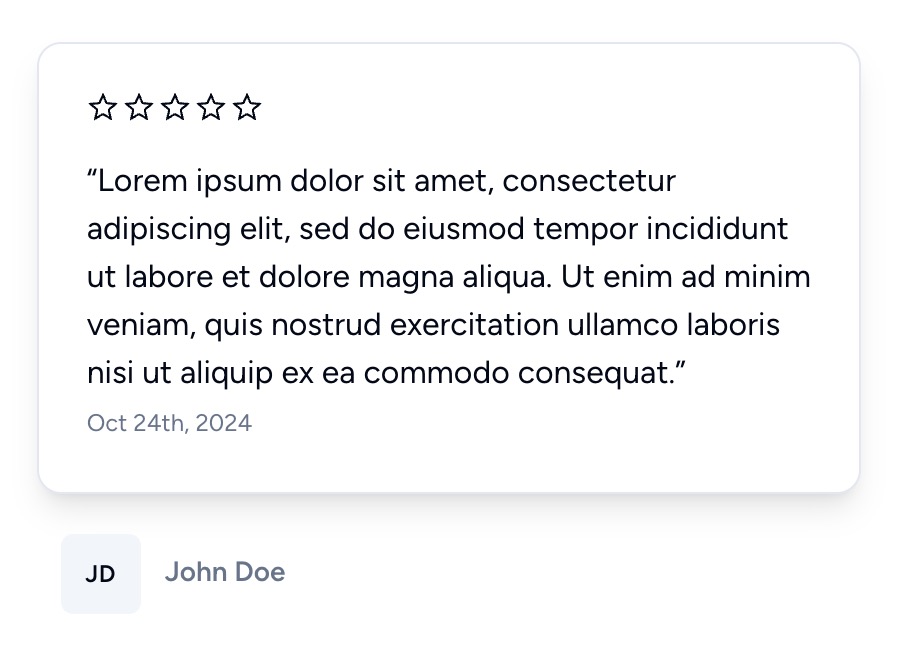 “Lorem ipsum dolor sit amet, consectetur
adipiscing elit, sed do eiusmod tempor incididunt
ut labore et dolore magna aliqua. Ut enim ad minim
veniam, quis nostrud exercitation ullamco laboris
nisi ut aliquip ex ea commodo consequat.”
Oct 24th, 2024
JD
John Doe